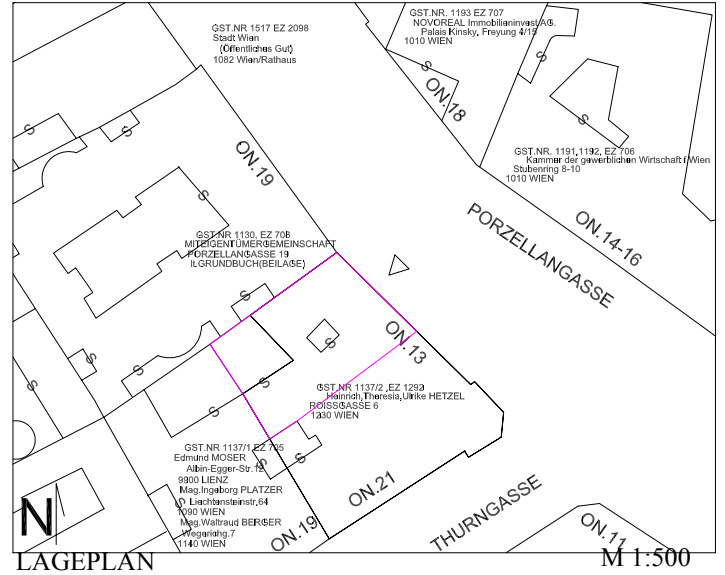 GST.NR 1517 EZ 2098
Stadt Wien
(Öffentliches Gut)
1082 Wien/Rathaus
GST.NR. 1193 EZ 707
NOVOREAL Immobilieninvest AG.
Palais Kinsky, Freyung 4/15
1010 WIEN
S
S
ON.18
S
S
ON.19
S
GST.NR. 1191,1192, EZ 706
Kammer der gewerblichen Wirtschaft f.Wien
Stubenring 8-10
1010 WIEN
S
PORZELLANGASSE
ON.14-16
GST.NR 1130, EZ 708
MITEIGENTÜMERGEMEINSCHAFT
PORZELLANGASSE 19
lt.GRUNDBUCH(BEILAGE)
S
S
ON.13
S
S
S
S
GST.NR 1137/2 ,EZ 1292
Heinrich,Theresia,Ulrike HETZEL
ROISSGASSE 6
1230 WIEN
S
GST.NR 1137/1,EZ 705
Edmund MOSER
Albin-Egger-Str.12
9900 LIENZ
Mag.Ingeborg PLATZER
Liechtensteinstr.64
1090 WIEN
Mag.Waltraud BERGER
1140 WIEN
S
S
ON.21
ON.19
THURNGASSE
ON.11
N
LAGEPLAN
M 1:500